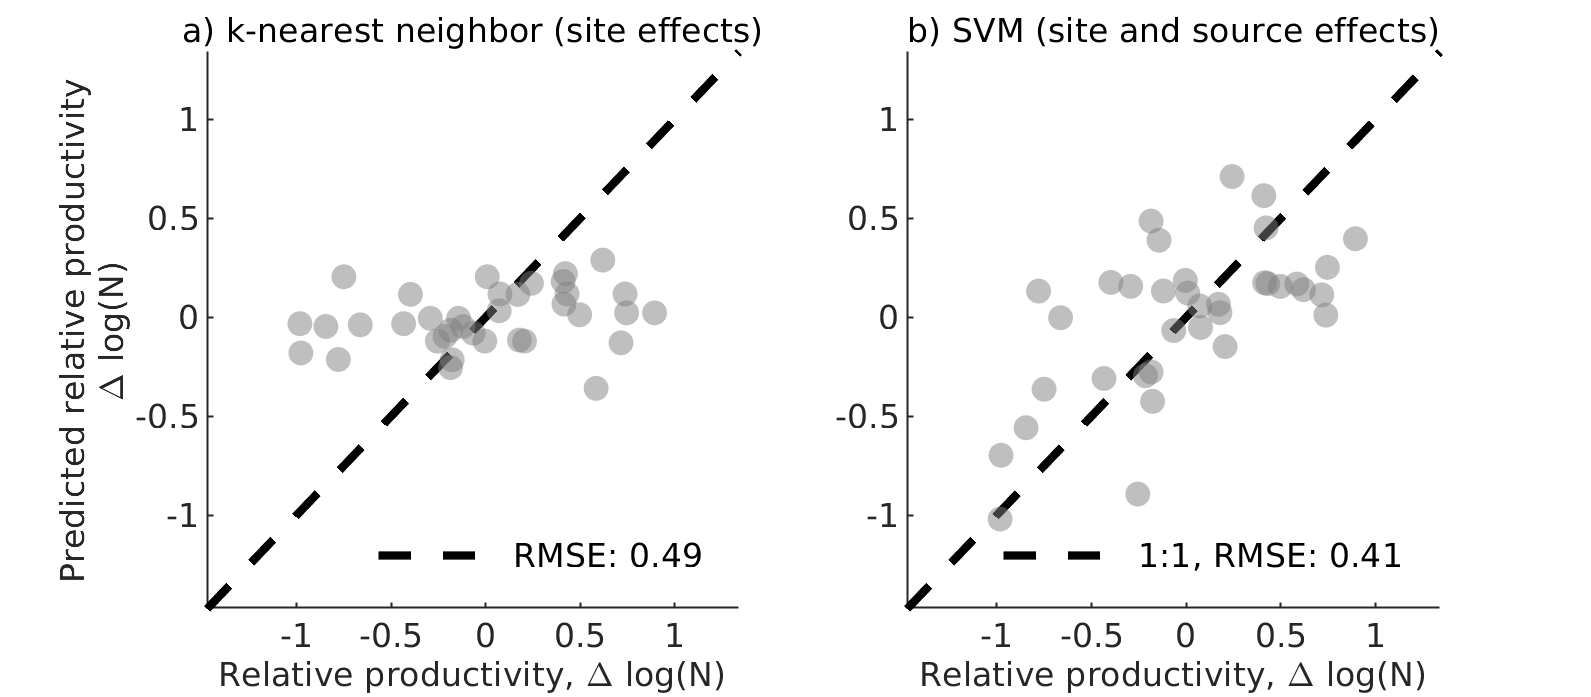 a) k-nearest neighbor (site effects)
Predicted relative productivity
Δ log(N)
1
0.5
0
-0.5
-1
RMSE: 0.49
-1 -0.5 0 0.5 1
Relative productivity, Δ log(N)
b) SVM (site and source effects)
1
0.5
0
-0.5
-1
1:1, RMSE: 0.41
-1 -0.5 0 0.5 1
Relative productivity, Δ log(N)